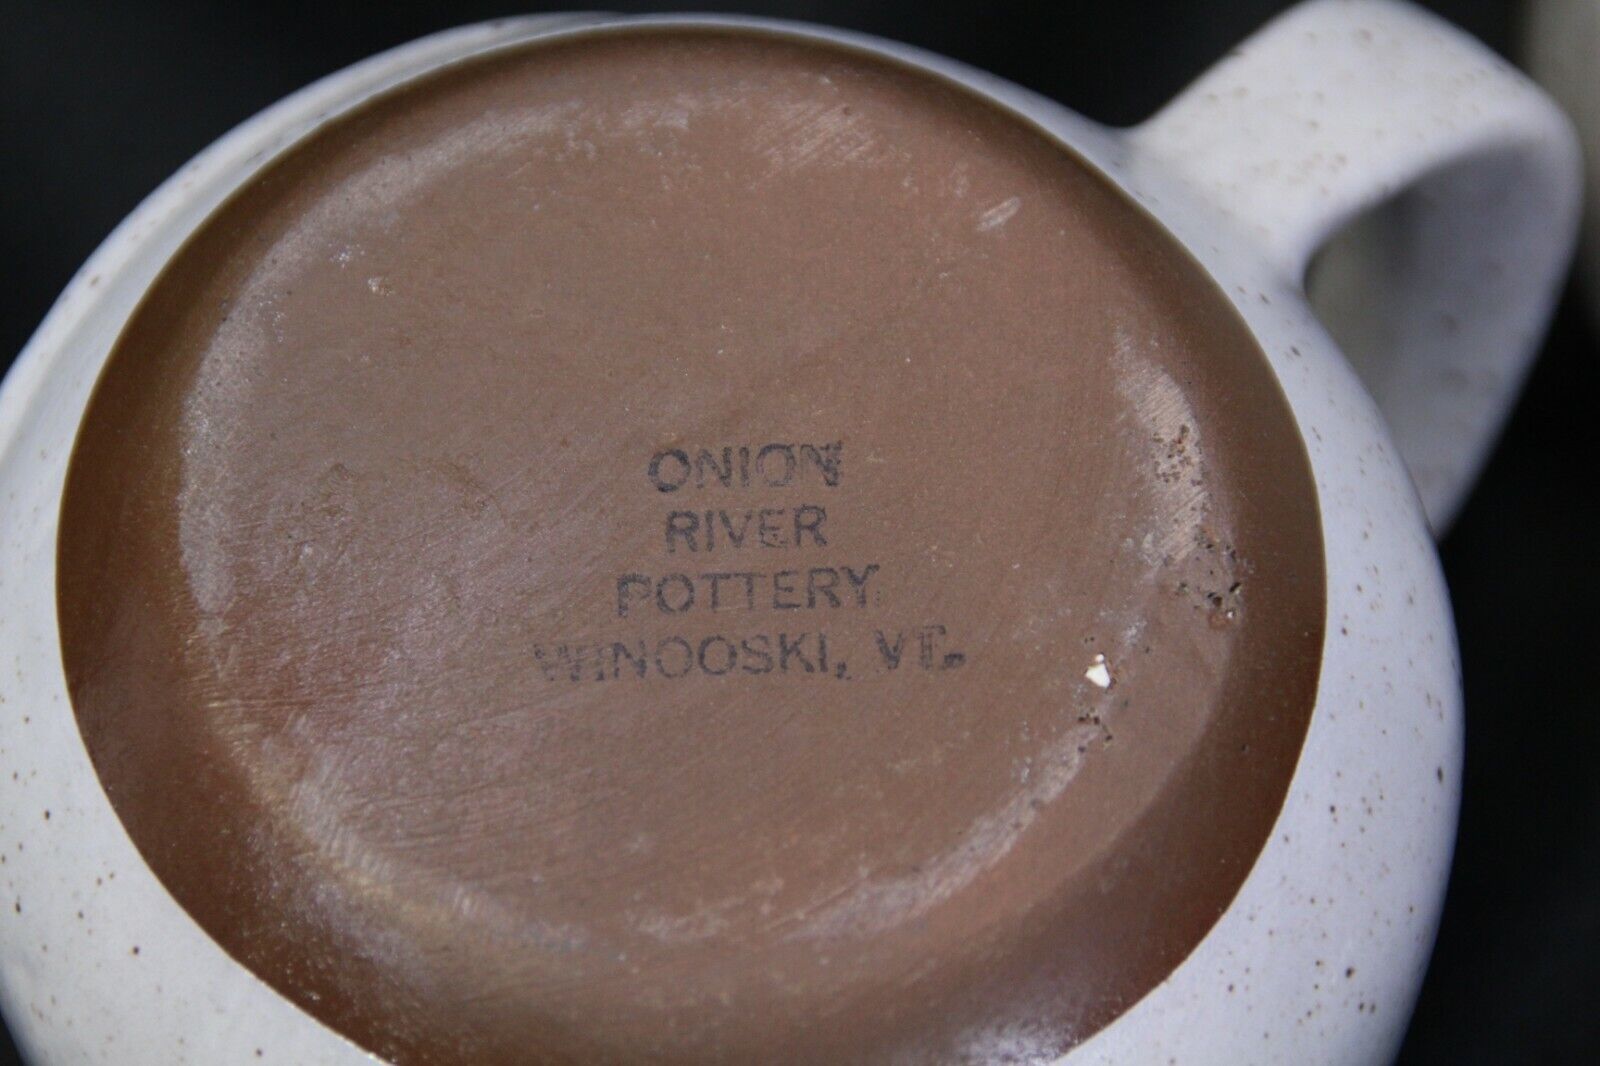 ONION
RIVER
POTTERY
WINOOSKI, VT.